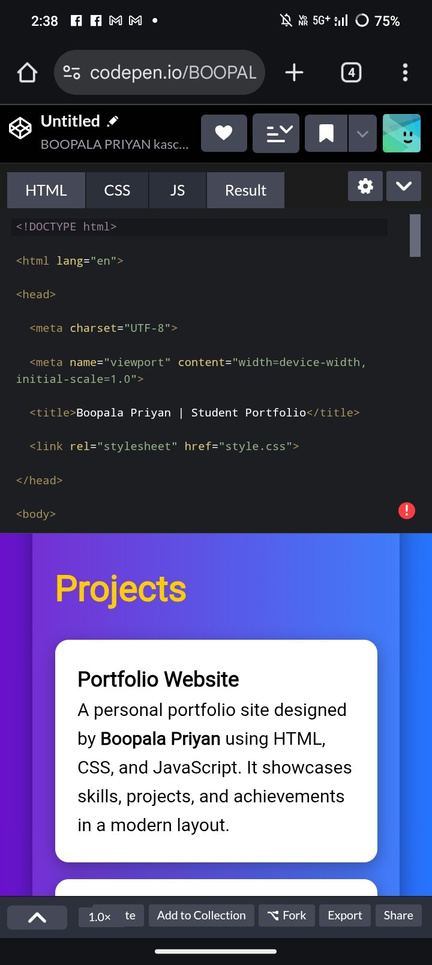 2:38 75%
VoNR 5G+
codepen.io/BOOPAL
4
Untitled
BOOPALA PRIYAN kasc...
HTML CSS JS Result
<!DOCTYPE html>
<html lang="en">
<head>
<meta charset="UTF-8">
<meta name="viewport" content="width=device-width,
initial-scale=1.0">
<title>Boopala Priyan | Student Portfolio</title>
<link rel="stylesheet" href="style.css">
</head>
<body>
Projects
Portfolio Website
A personal portfolio site designed
by Boopala Priyan using HTML,
CSS, and JavaScript. It showcases
skills, projects, and achievements
in a modern layout.
1.0× te Add to Collection Fork Export Share